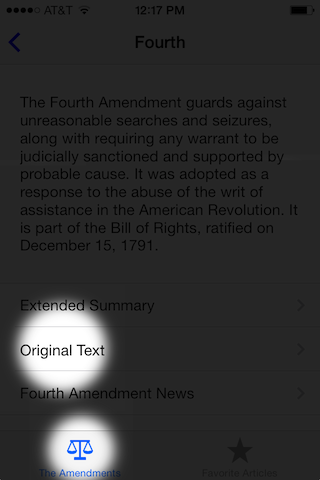 AT&T 12:17 PM
Fourth
The Fourth Amendment guards against
unreasonable searches and seizures,
along with requiring any warrant to be
judicially sanctioned and supported by
probable cause. It was adopted as a
response to the abuse of the writ of
assistance in the American Revolution. It
is part of the Bill of Rights, ratified on
December 15, 1791.
Extended Summary
Original Text
Fourth Amendment News
The Amendments
Favorite Articles